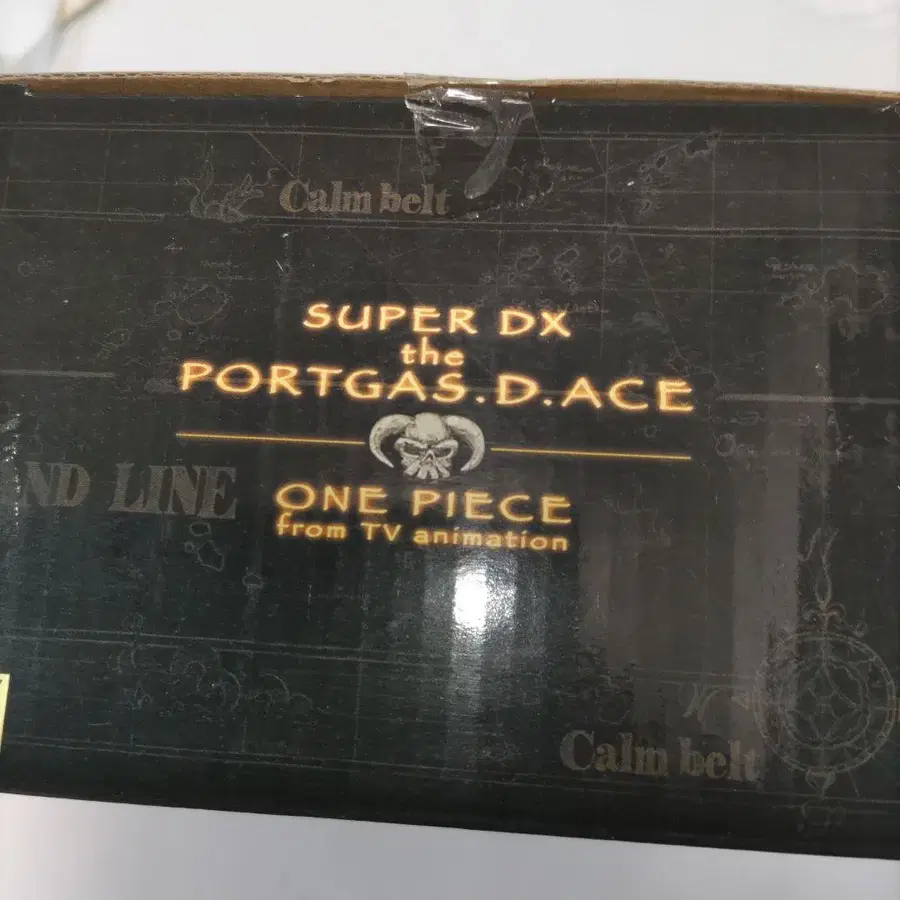 Calm belt
SUPER DX
the
PORTGAS.D.ACE
ND LINE
ONE PIECE
from TV animation
Calm belt